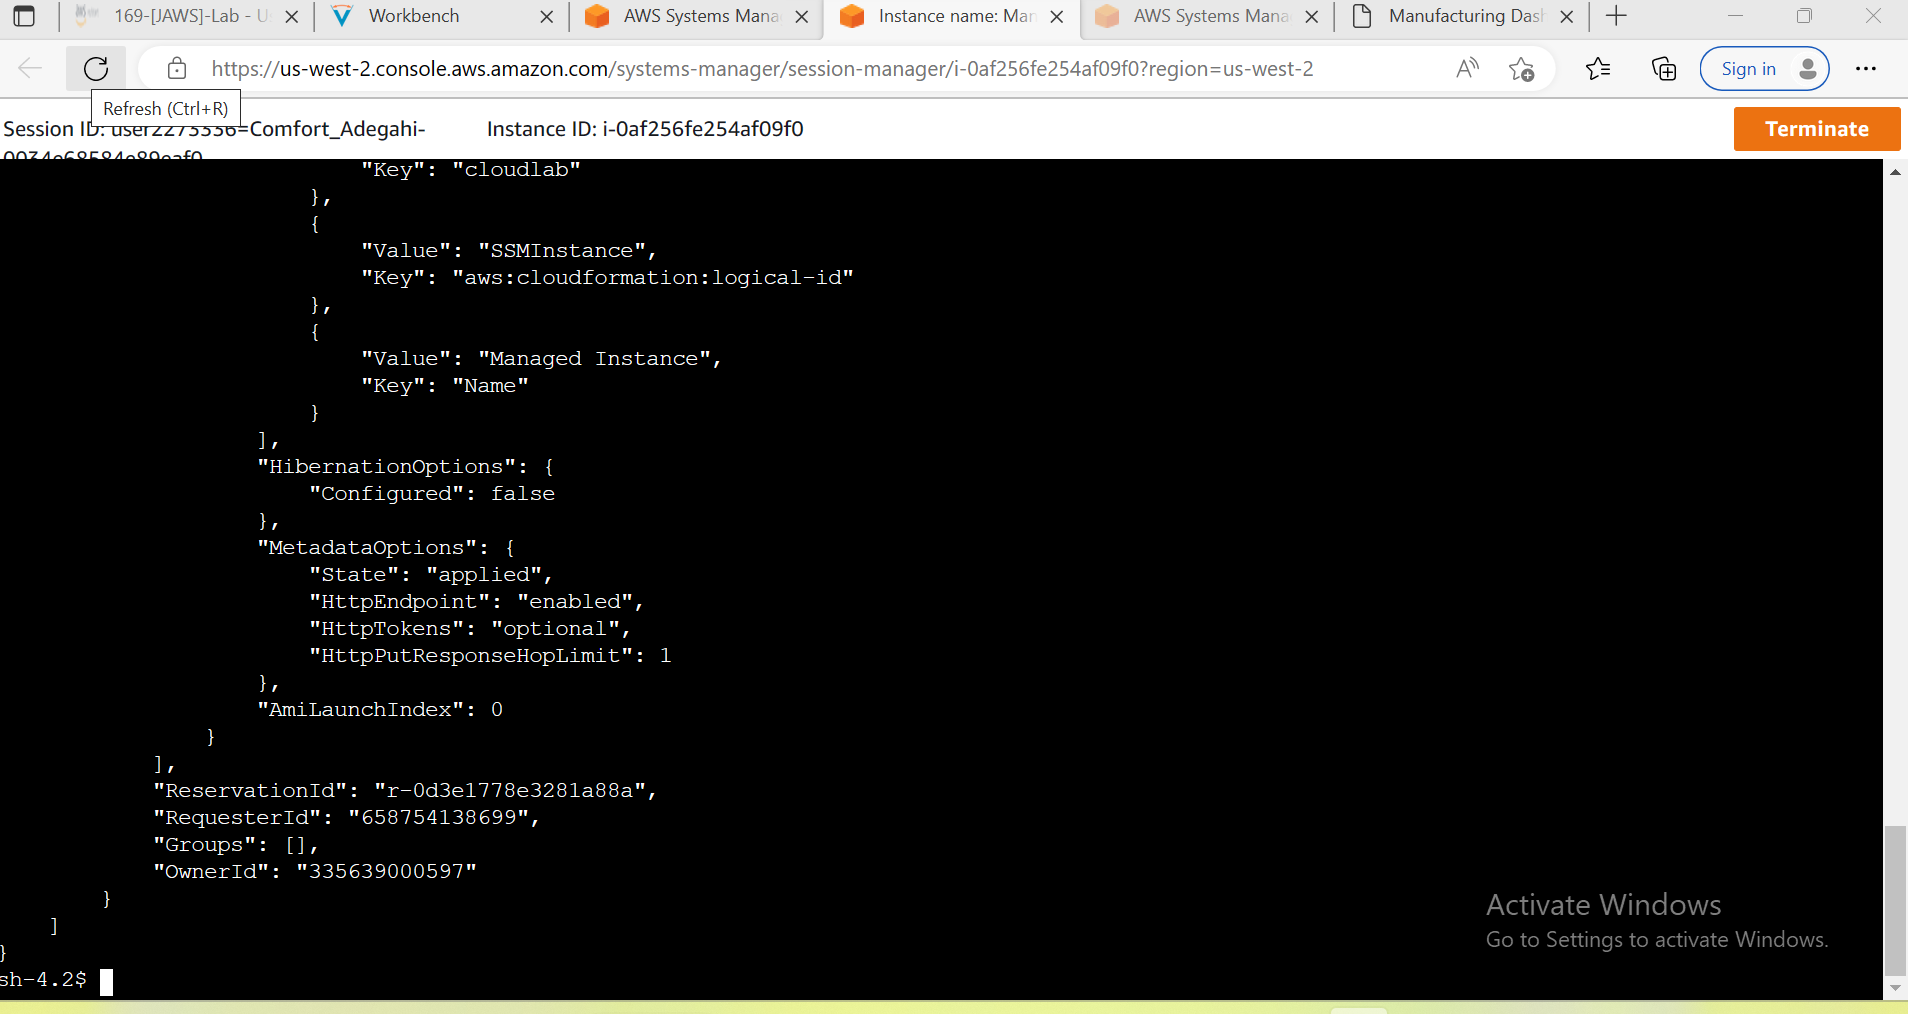 169-[JAWS]-Lab - U
Workbench
AWS Systems Mana
Instance name: Man
AWS Systems Mana
Manufacturing Dash
https://us-west-2.console.aws.amazon.com/systems-manager/session-manager/i-0af256fe254af09f0?region=us-west-2
Sign in
Refresh (Ctrl+R)
Session ID: user2273336=Comfort_Adegahi-
Instance ID: i-0af256fe254af09f0
Terminate
"Key": "cloudlab"
},
{
"Value": "SSMInstance",
"Key": "aws:cloudformation:logical-id"
},
{
"Value": "Managed Instance",
"Key": "Name"
}
],
"HibernationOptions": {
"Configured": false
},
"MetadataOptions": {
"State": "applied",
"HttpEndpoint": "enabled",
"HttpTokens": "optional",
"HttpPutResponseHopLimit": 1
},
"AmiLaunchIndex": 0
}
],
"ReservationId": "r-0d3e1778e3281a88a",
"RequesterId": "658754138699",
"Groups": [],
"OwnerId": "335639000597"
}
]
}
sh-4.2$
Activate Windows
Go to Settings to activate Windows.